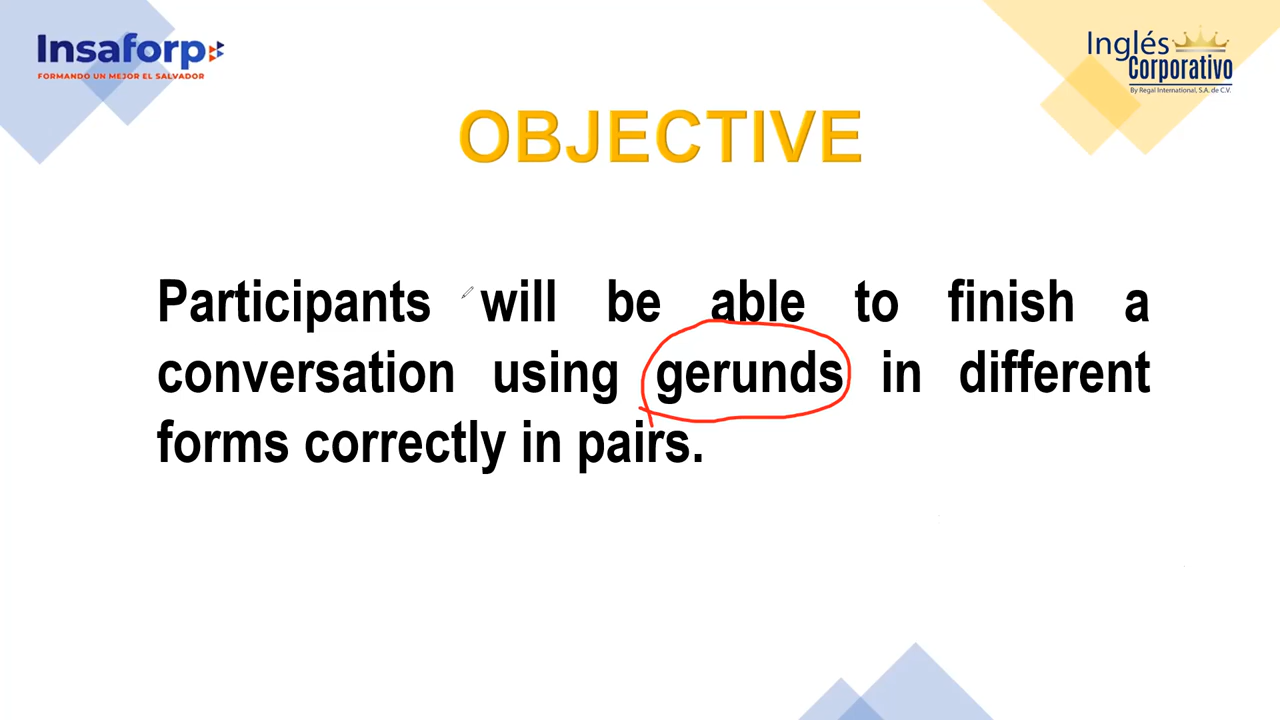 Insaforp
FORMANDO UN MEJOR EL SALVADOR
Inglés
Corporativo
By Regal International, S.A. de C.V.
OBJECTIVE
Participants will be able to finish a
conversation using gerunds in different
forms correctly in pairs.